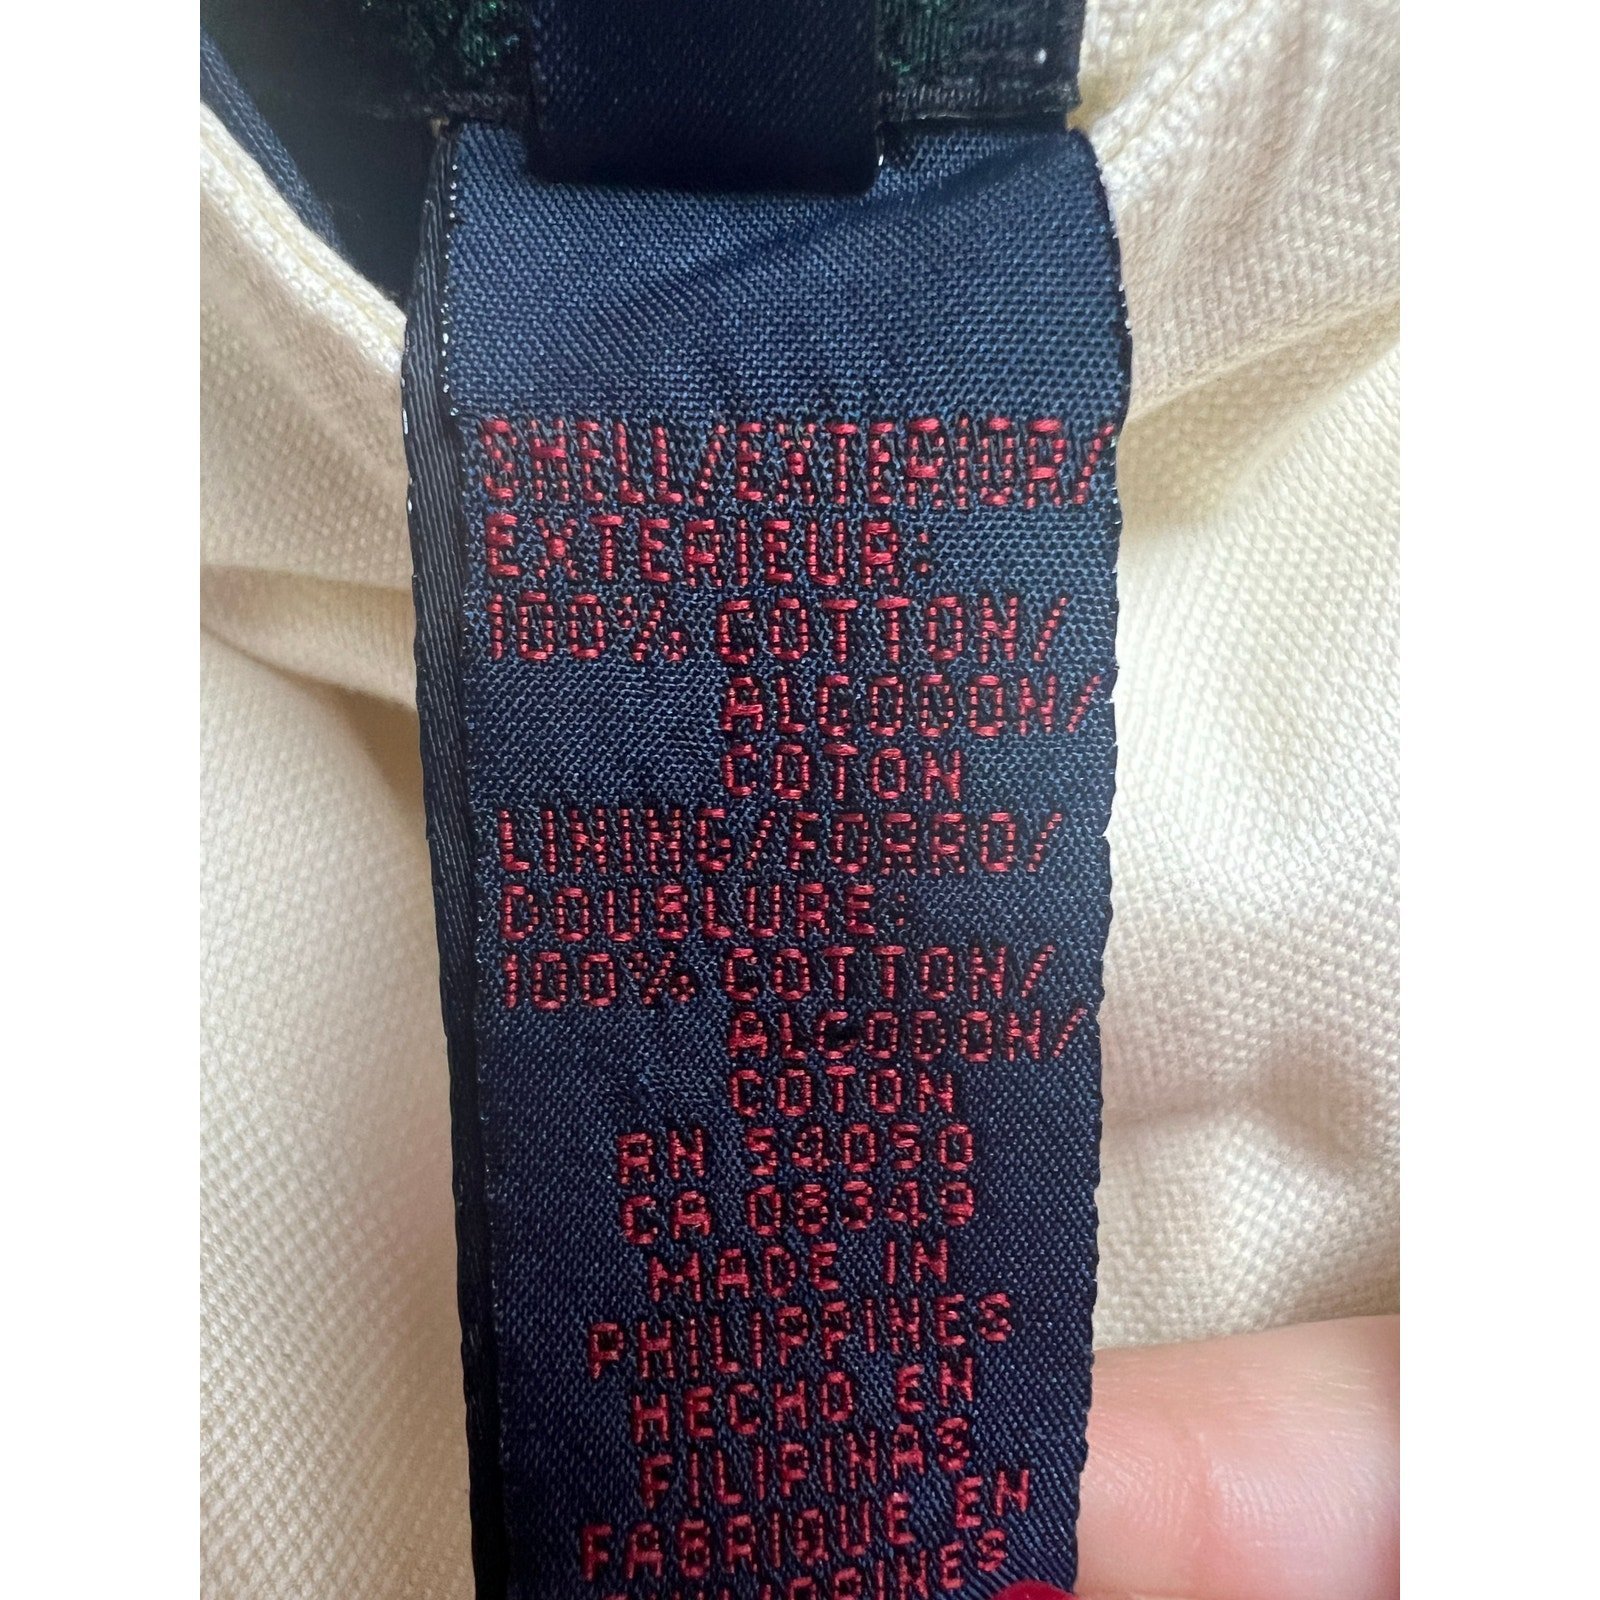 SHELL/EXTERIOR/
EXTERIEUR:
100% COTTON/
ALGODON/
COTON
LINING/FORRO/
DOUBLURE:
100% COTTON/
ALGODON/
COTON
RN 54050
CA 08349
MADE IN
PHILIPPINES
HECHO EN
FILIPINAS
FABRIQUE EN
PHILIPPINES